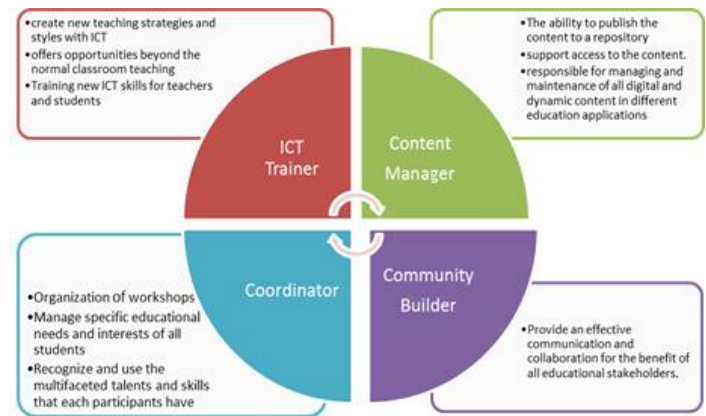 •create new teaching strategies and
styles with ICT
•offers opportunities beyond the
normal classroom teaching
•Training new ICT skills for teachers
and students
•The ability to publish the
content to a repository
•support access to the content.
•responsible for managing and
maintenance of all digital and
dynamic content in different
education applications
ICT
Trainer
Content
Manager
Coordinator
Community
Builder
•Organization of workshops
•Manage specific educational
needs and interests of all
students
•Recognize and use the
multifaceted talents and skills
that each participants have
•Provide an effective
communication and
collaboration for the benefit of
all educational stakeholders.